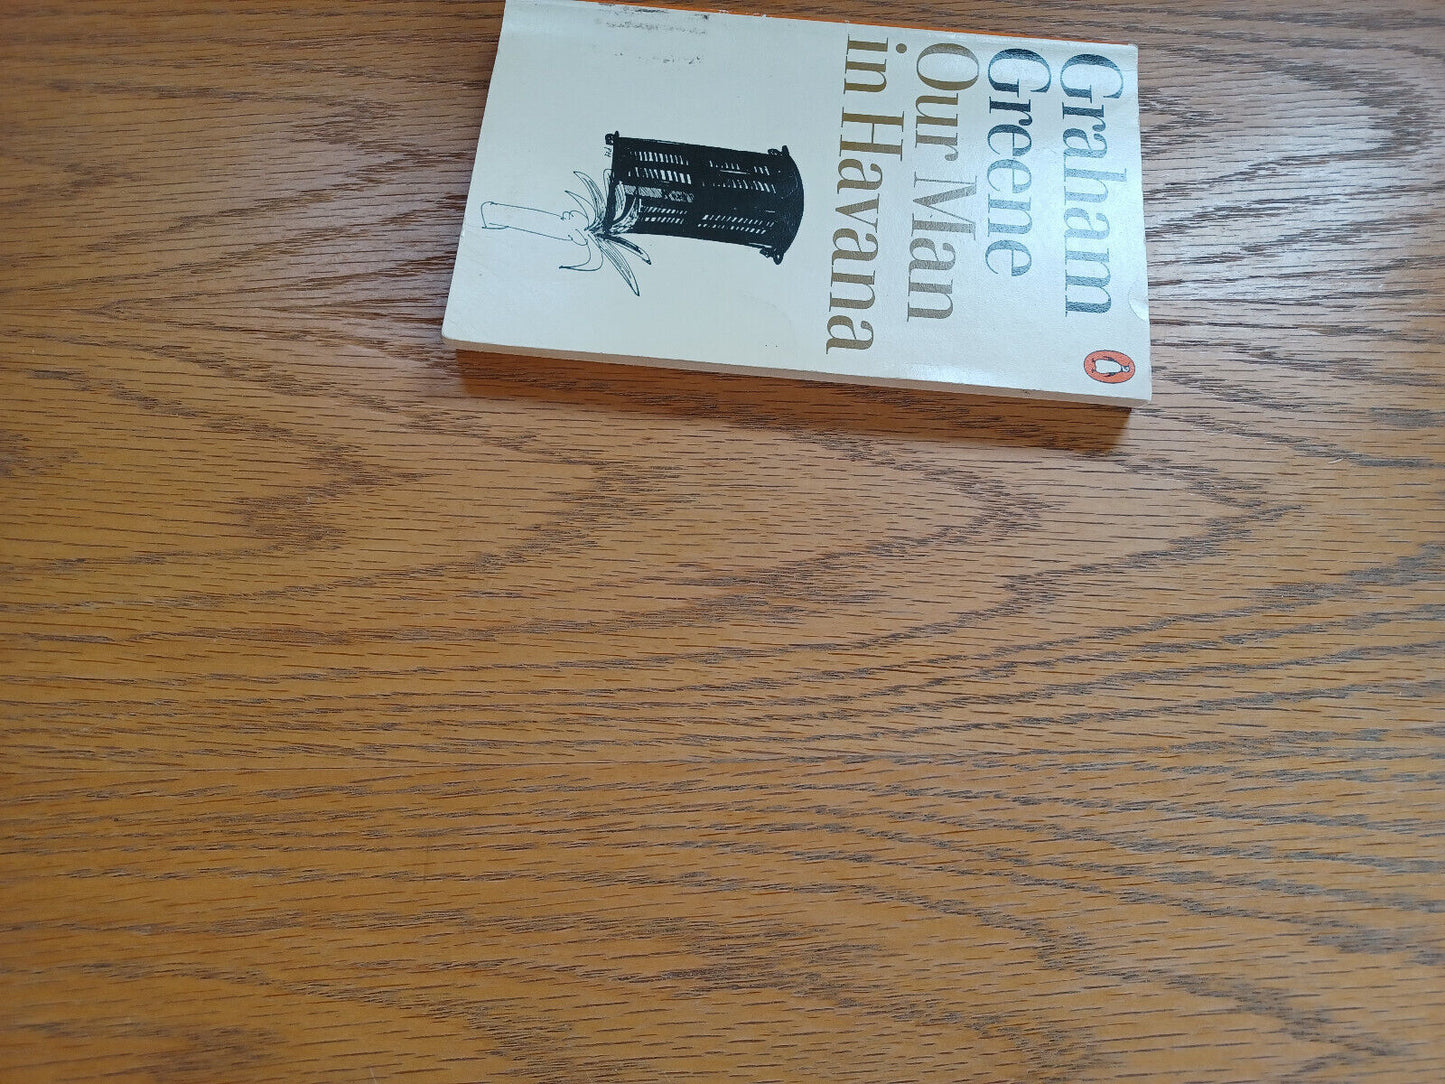 Graham
Greene
Our Man
in Havana